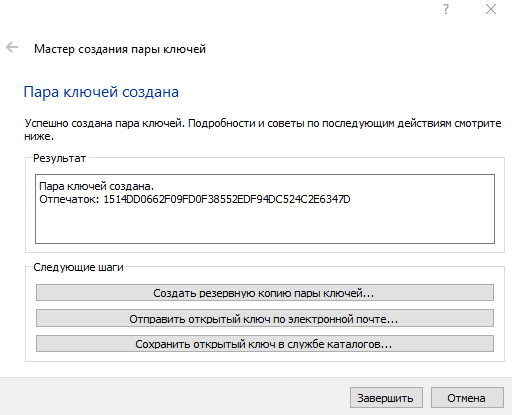 ?
Мастер создания пары ключей
Пара ключей создана
Успешно создана пара ключей. Подробности и советы по последующим действиям смотрите
ниже.
Результат
Пара ключей создана.
Отпечаток: 1514DD0662F09FD0F38552EDF94DC524C2E6347D
Следующие шаги
Создать резервную копию пары ключей...
Отправить открытый ключ по электронной почте...
Сохранить открытый ключ в службе каталогов...
Завершить
Отмена